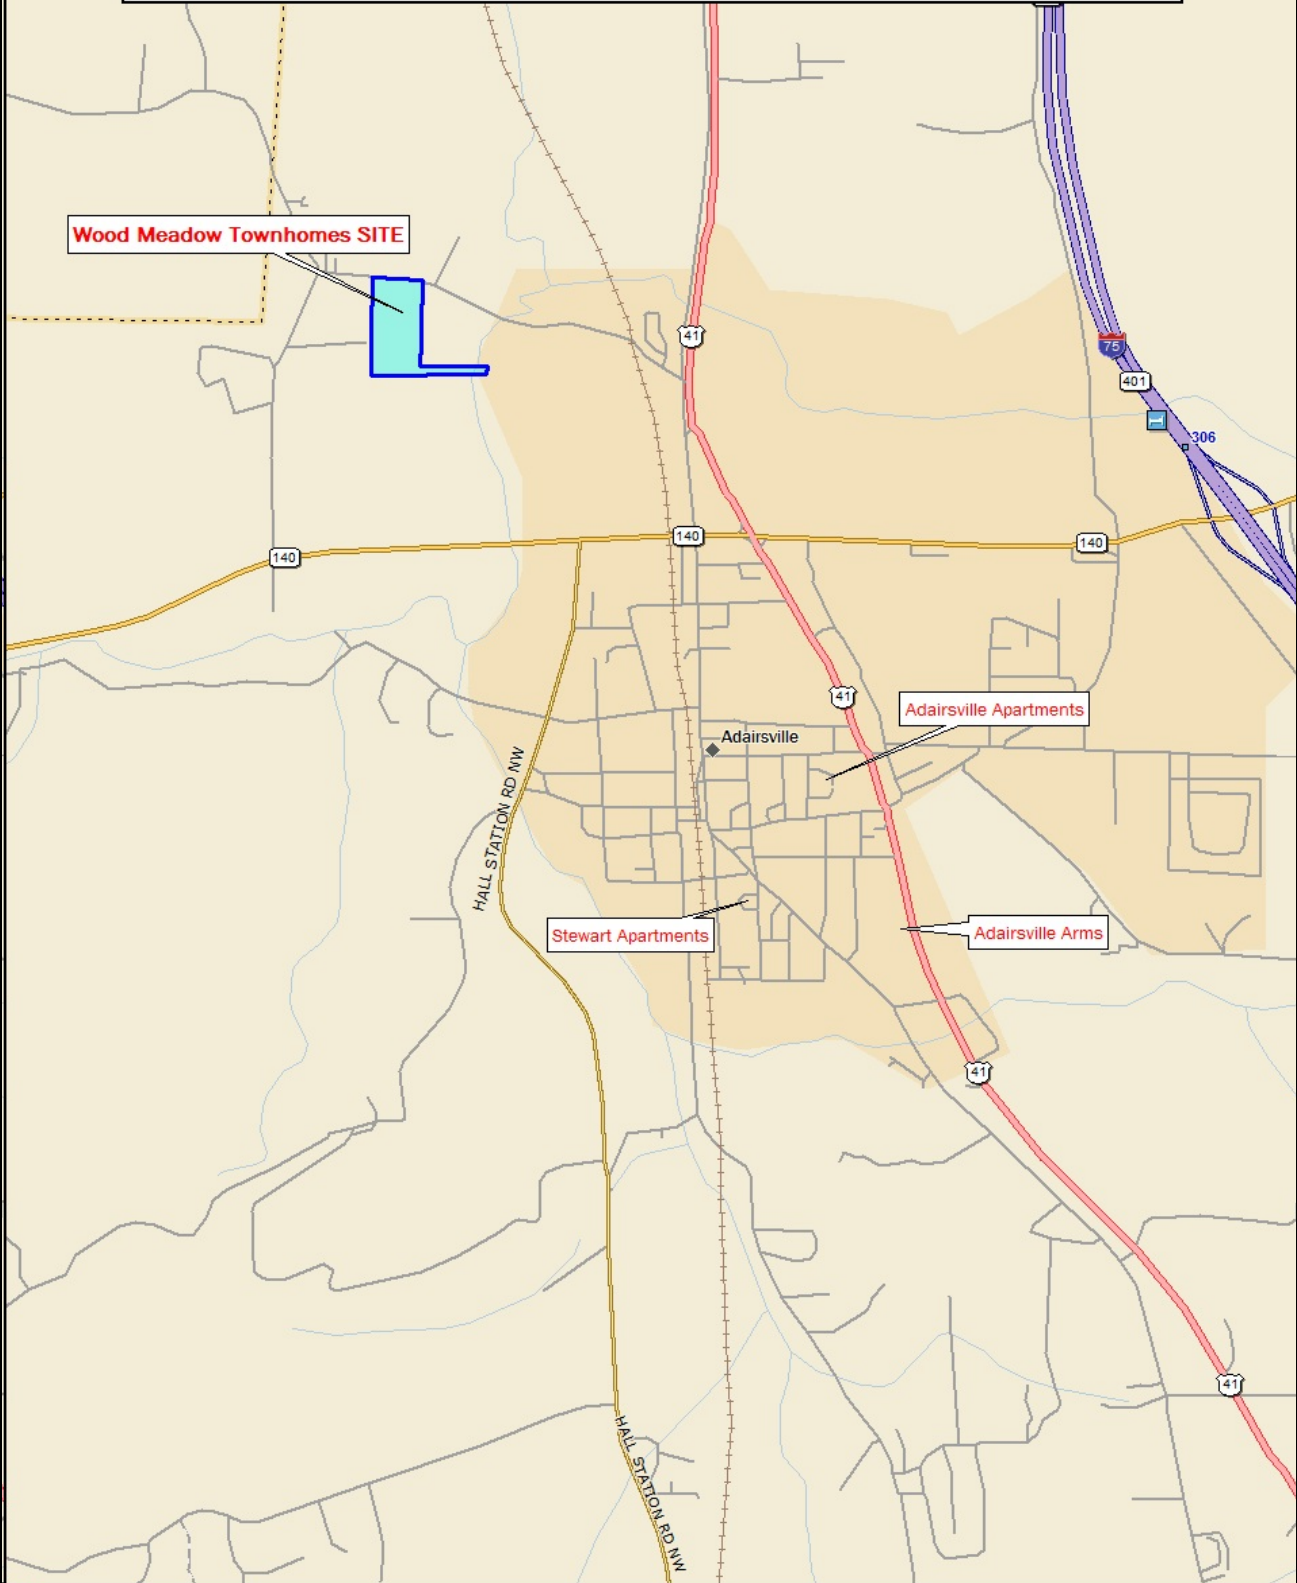 Wood Meadow Townhomes SITE
41
75
401
306
140
140
140
41
Adairsville Apartments
Adairsville
HALL STATION RD NW
Stewart Apartments
Adairsville Arms
41
41
HALL STATION RD NW